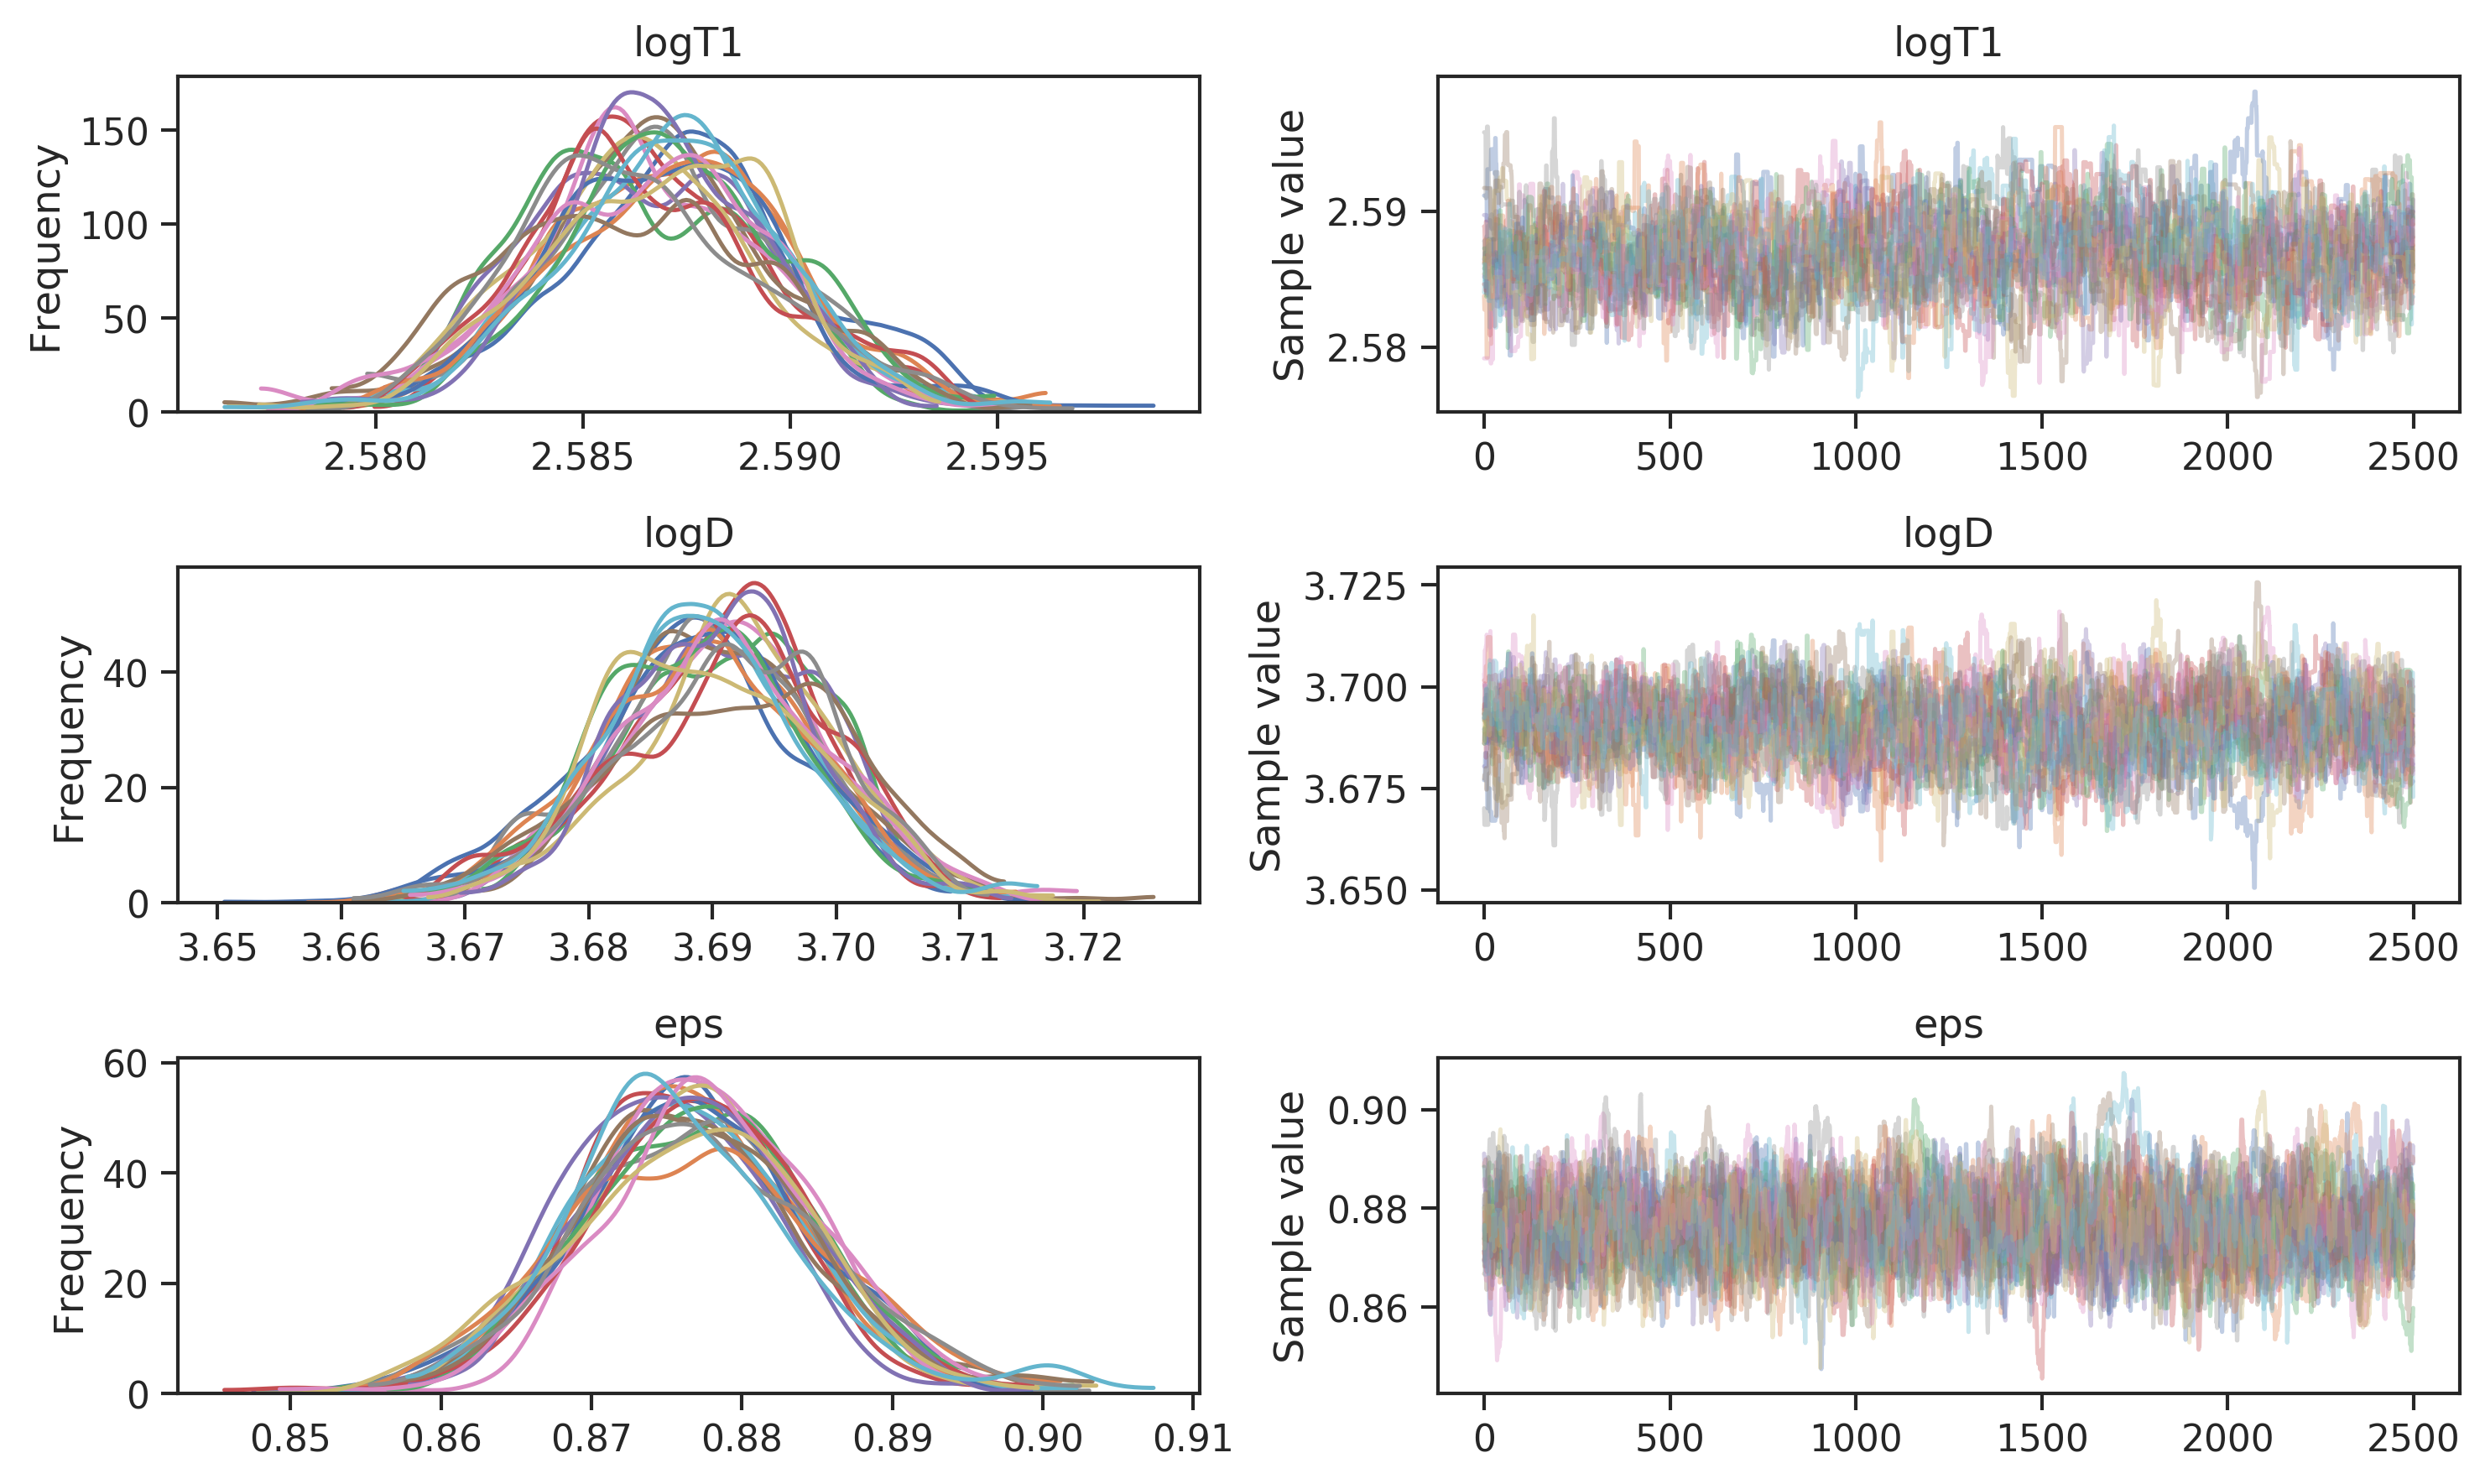 logT1
logT1
Frequency
150
100
50
0
2.580 2.585 2.590 2.595
Sample value
2.59
2.58
0 500 1000 1500 2000 2500
logD
logD
Frequency
40
20
0
3.65 3.66 3.67 3.68 3.69 3.70 3.71 3.72
Sample value
3.725
3.700
3.675
3.650
0 500 1000 1500 2000 2500
eps
eps
Frequency
60
40
20
0
0.85 0.86 0.87 0.88 0.89 0.90 0.91
Sample value
0.90
0.88
0.86
0 500 1000 1500 2000 2500